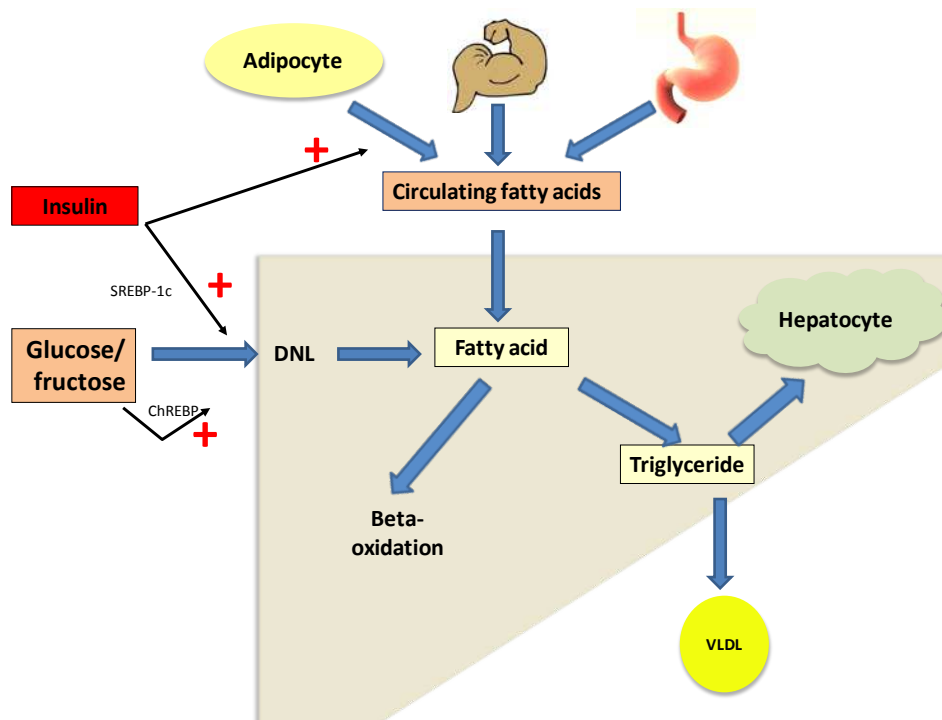 Adipocyte
+
Circulating fatty acids
Insulin
SREBP-1c
+
Hepatocyte
Glucose/
fructose
DNL
Fatty acid
ChREBP
+
Triglyceride
Beta-
oxidation
VLDL